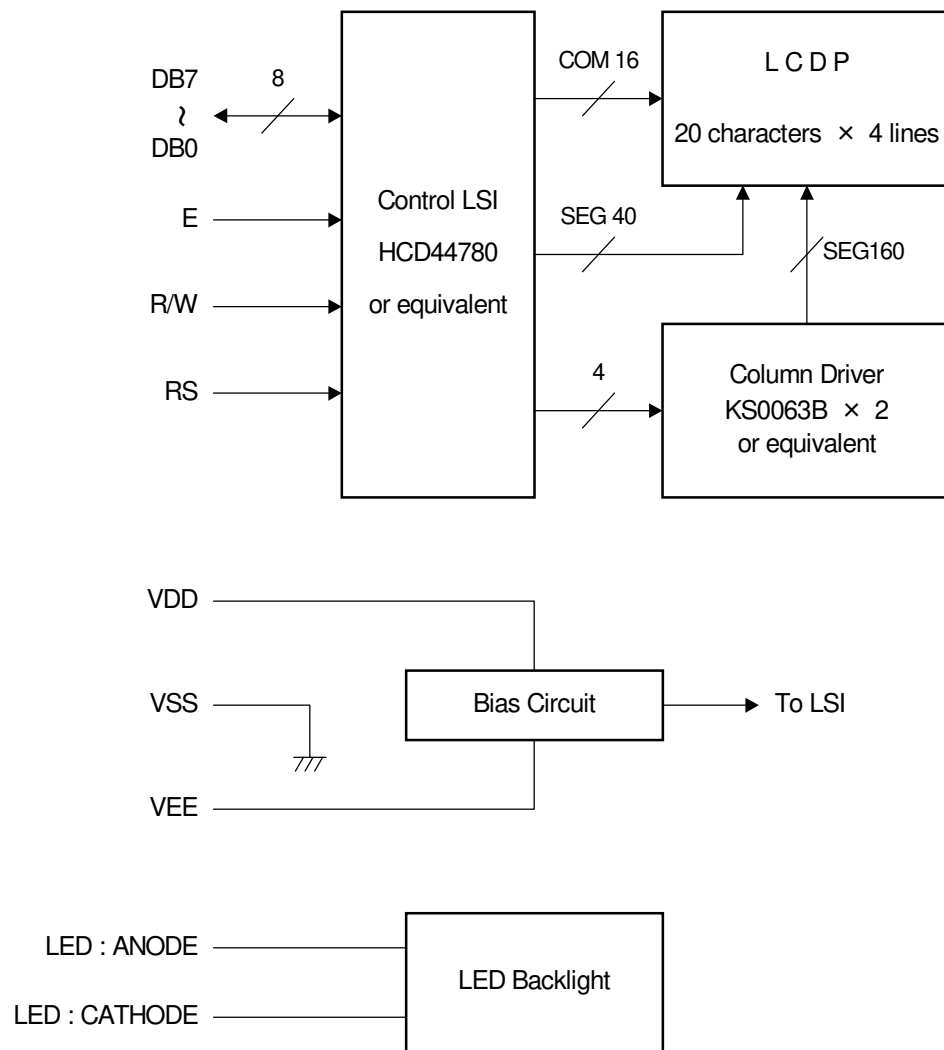 DB7
~
DB0
8
E
R/W
RS
Control LSI
HCD44780
or equivalent
COM 16
SEG 40
4
L C D P
20 characters × 4 lines
SEG160
Column Driver
KS0063B × 2
or equivalent
VDD
VSS
VEE
Bias Circuit
To LSI
LED : ANODE
LED : CATHODE
LED Backlight